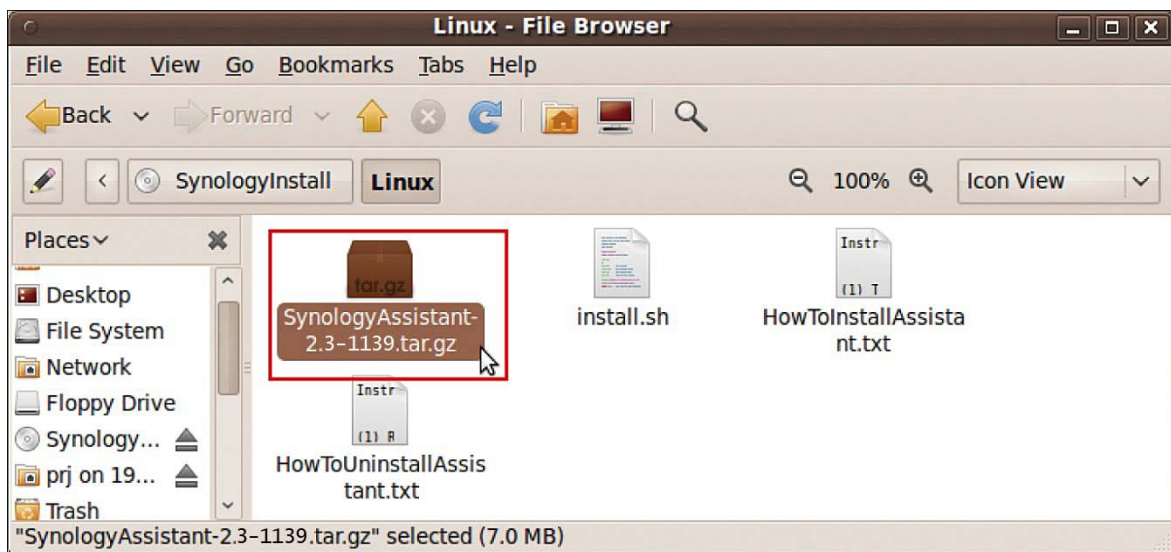 Linux - File Browser
File Edit View Go Bookmarks Tabs Help
Back Forward
SynologyInstall Linux 100% Icon View
Places
Desktop
File System
Network
Floppy Drive
Synology...
prj on 19...
Trash
tar.gz
SynologyAssistant-
2.3-1139.tar.gz
install.sh
Instr
(1) T
HowToInstallAssista
nt.txt
Instr
(1) R
HowToUninstallAssis
tant.txt
"SynologyAssistant-2.3-1139.tar.gz" selected (7.0 MB)